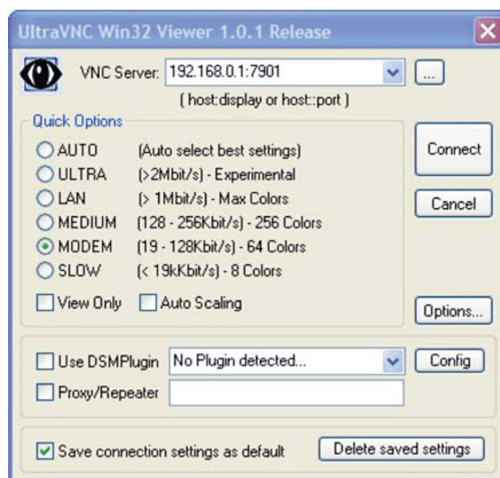 UltraVNC Win32 Viewer 1.0.1 Release
VNC Server: 192.168.0.1:7901 ...
( host:display or host::port )
Quick Options
AUTO (Auto select best settings)
ULTRA (>2Mbit/s) - Experimental
LAN (> 1Mbit/s) - Max Colors
MEDIUM (128 - 256Kbit/s) - 256 Colors
MODEM (19 - 128Kbit/s) - 64 Colors
SLOW (< 19kKbit/s) - 8 Colors
View Only Auto Scaling
Connect
Cancel
Options...
Use DSMPlugin No Plugin detected... Config
Proxy/Repeater
Save connection settings as default Delete saved settings